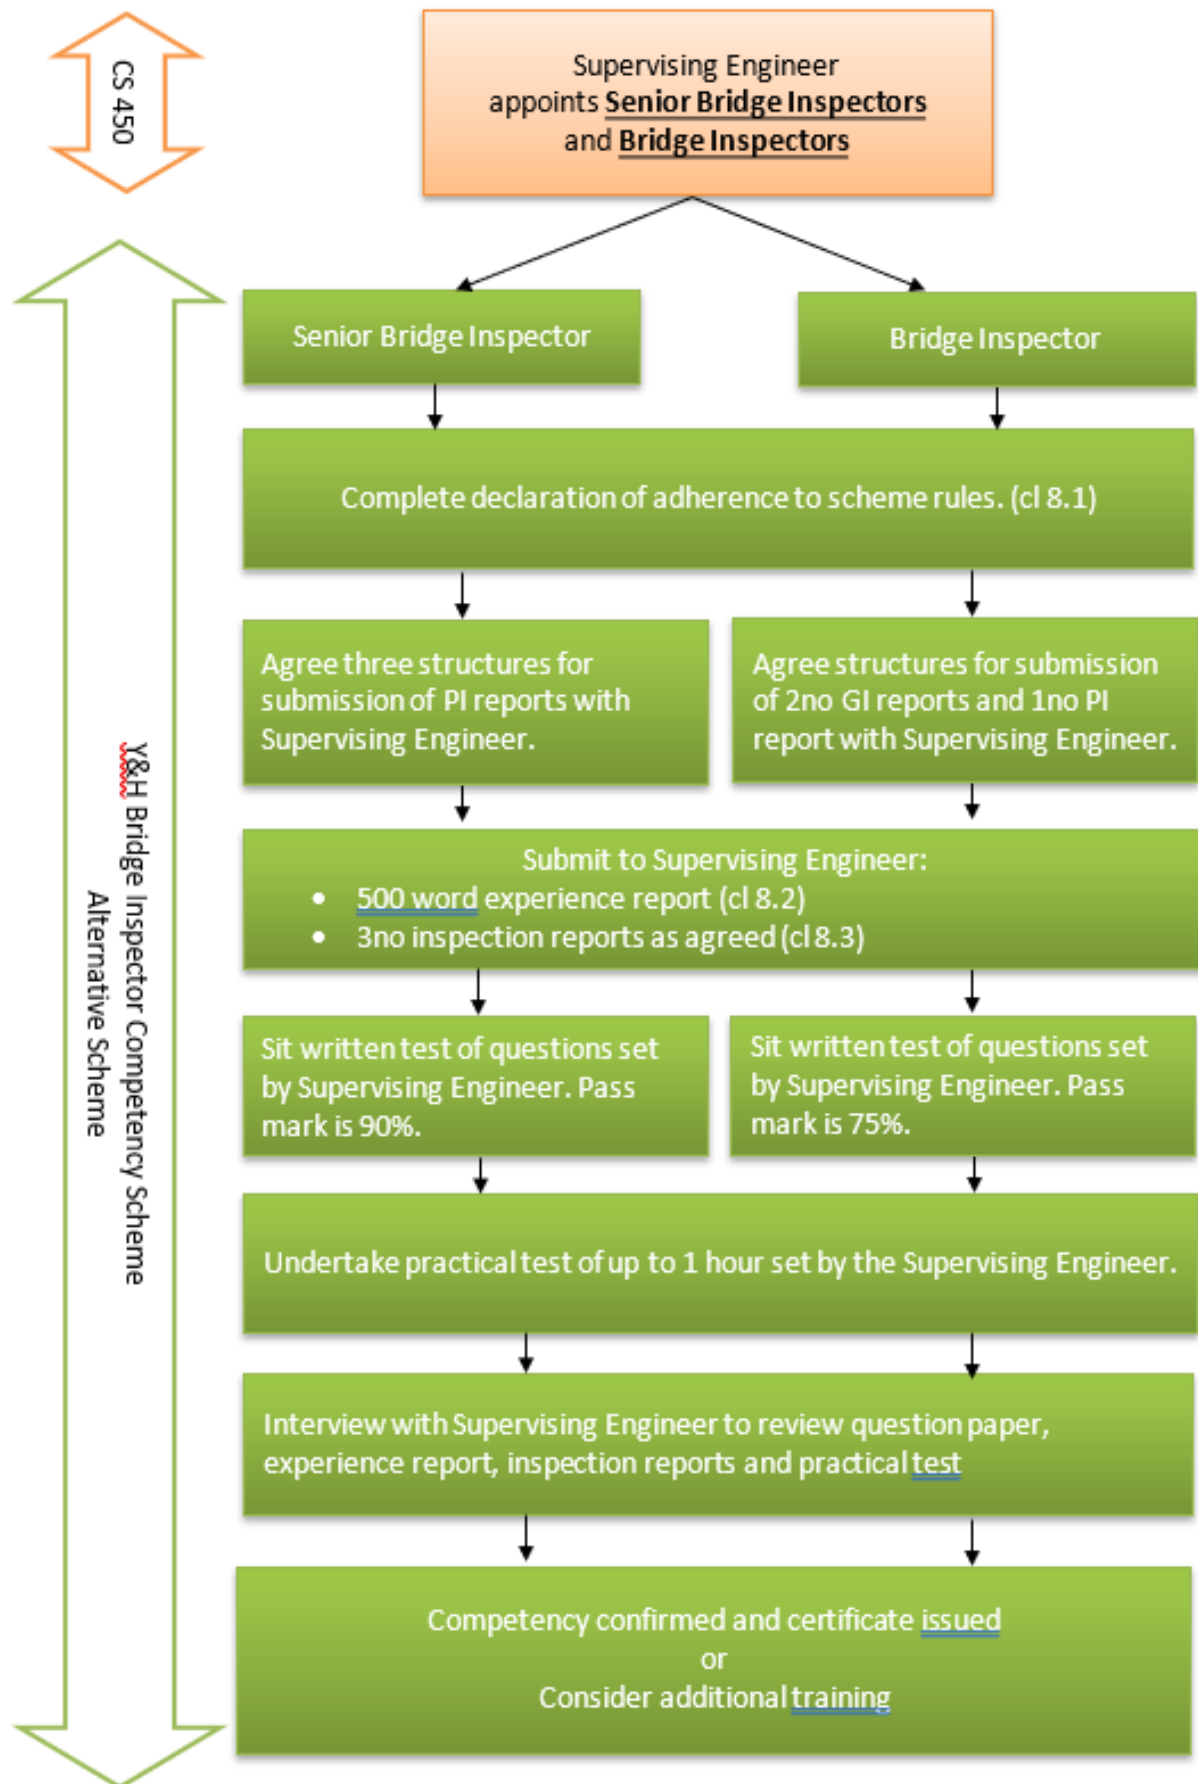 CS 450
Supervising Engineer
appoints Senior Bridge Inspectors
and Bridge Inspectors
Senior Bridge Inspector
Bridge Inspector
Complete declaration of adherence to scheme rules. (cl 8.1)
Agree three structures for
submission of PI reports with
Supervising Engineer.
Agree structures for submission
of 2no GI reports and 1no PI
report with Supervising Engineer.
Submit to Supervising Engineer:
• 500 word experience report (cl 8.2)
• 3no inspection reports as agreed (cl 8.3)
Sit written test of questions set
by Supervising Engineer. Pass
mark is 90%.
Sit written test of questions set
by Supervising Engineer. Pass
mark is 75%.
Undertake practical test of up to 1 hour set by the Supervising Engineer.
Interview with Supervising Engineer to review question paper,
experience report, inspection reports and practical test
Competency confirmed and certificate issued
or
Consider additional training
Y&H Bridge Inspector Competency Scheme
Alternative Scheme